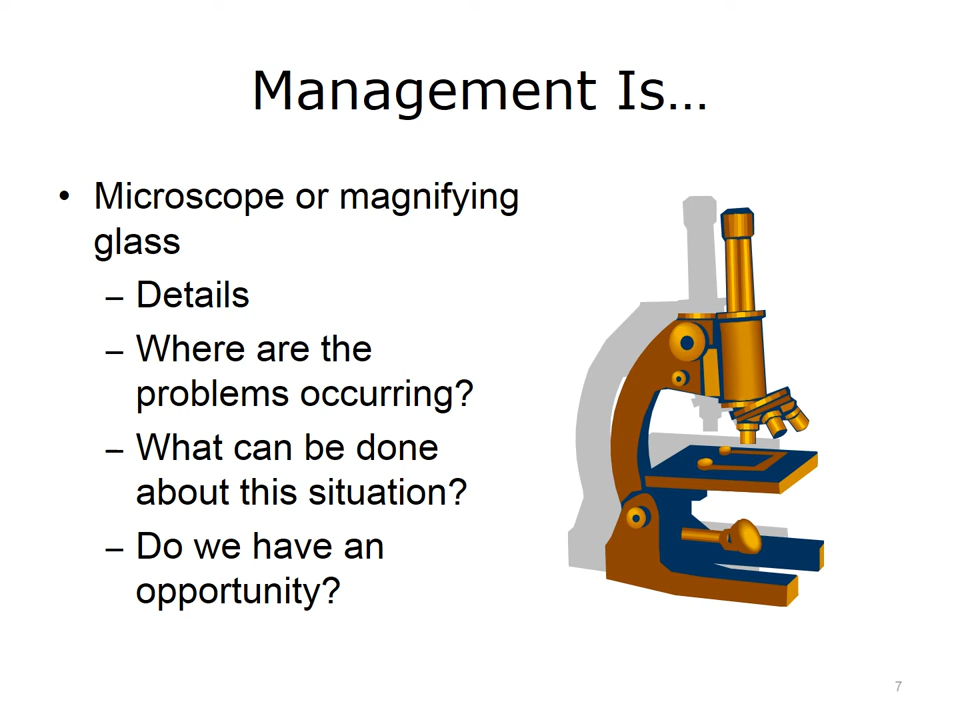 Management Is…
• Microscope or magnifying
glass
– Details
– Where are the
problems occurring?
– What can be done
about this situation?
– Do we have an
opportunity?
7